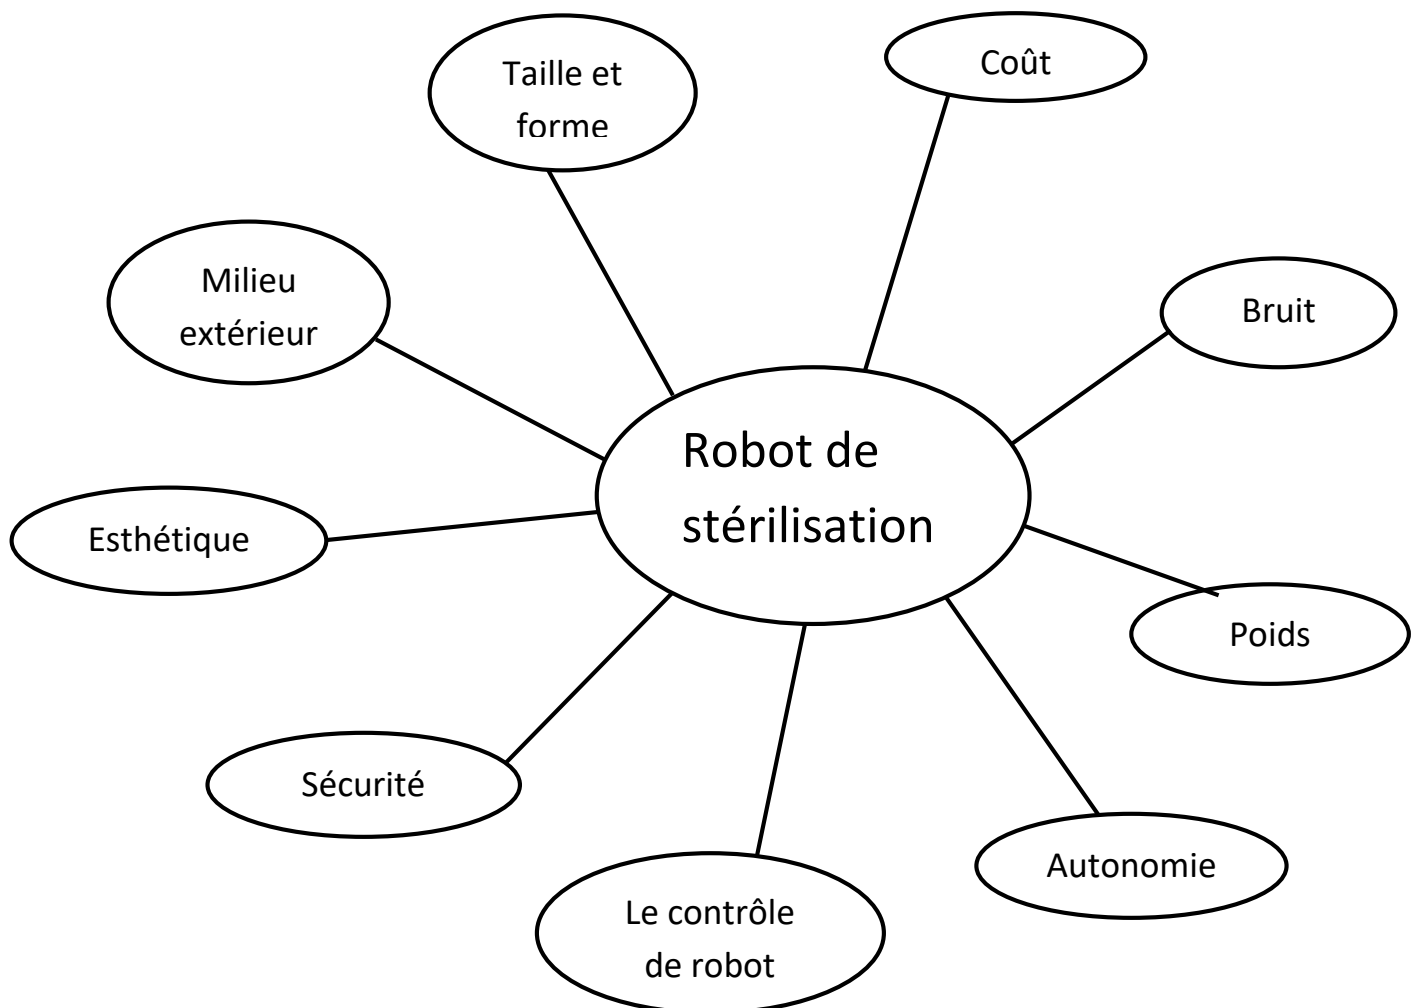 Taille et
forme
Coût
Milieu
extérieur
Bruit
Robot de
stérilisation
Esthétique
Poids
Sécurité
Autonomie
Le contrôle
de robot